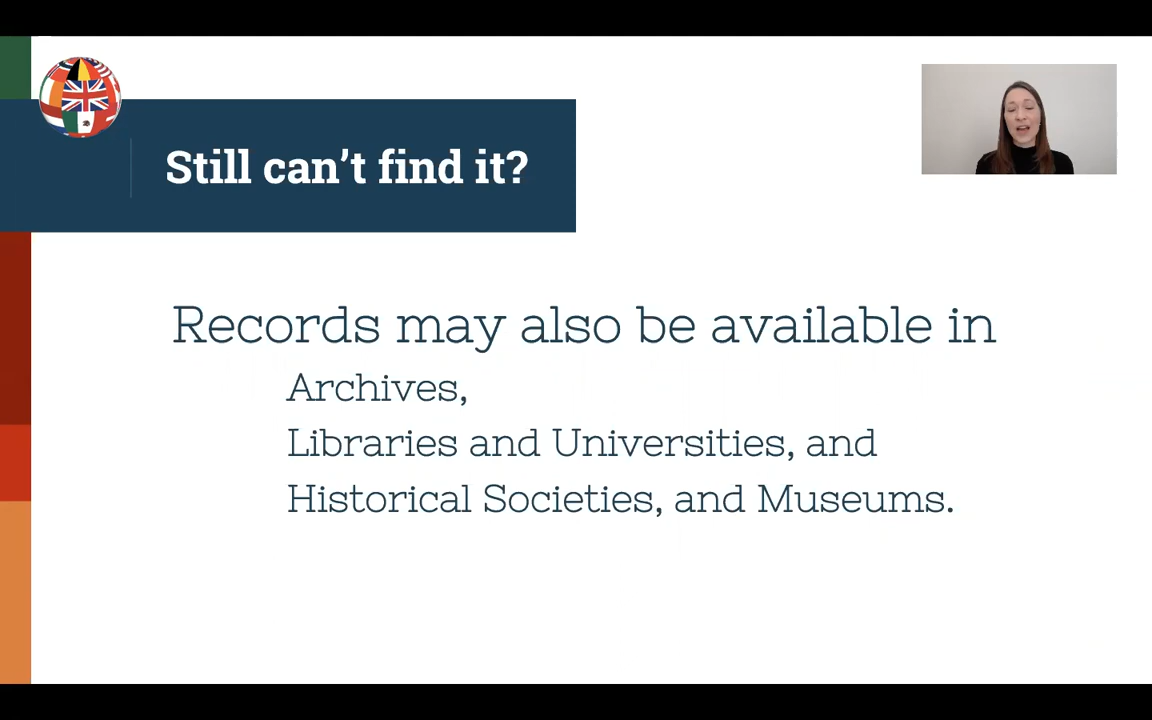 Still can’t find it?
Records may also be available in
Archives,
Libraries and Universities, and
Historical Societies, and Museums.